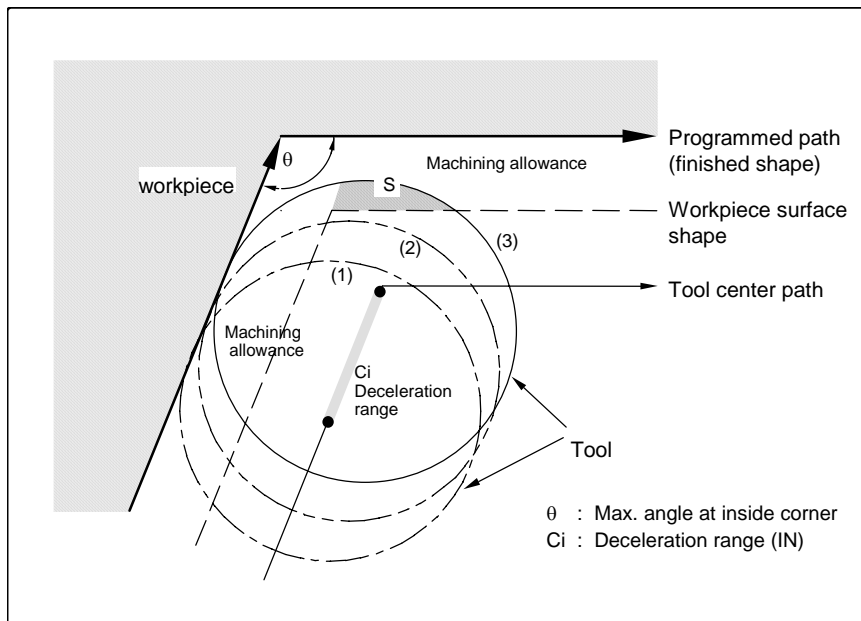 θ
workpiece
Machining allowance
Programmed path
(finished shape)
S
Workpiece surface
shape
(2)
(3)
(1)
Tool center path
Machining
allowance
Ci
Deceleration
range
Tool
θ : Max. angle at inside corner
Ci : Deceleration range (IN)